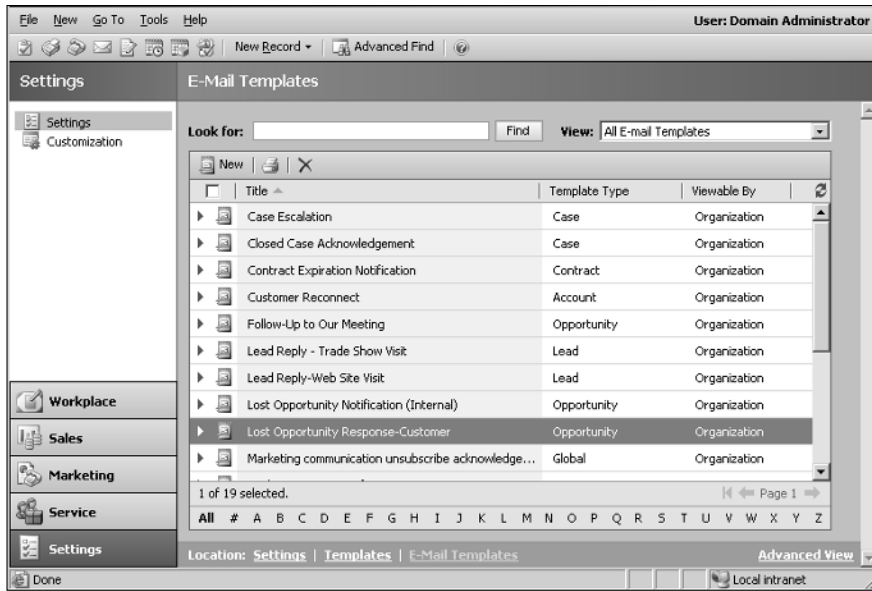 File New Go To Tools Help User: Domain Administrator
New Record Advanced Find
Settings E-Mail Templates
Settings
Customization
Look for: Find View: All E-mail Templates
New
Title Template Type Viewable By
Case Escalation Case Organization
Closed Case Acknowledgement Case Organization
Contract Expiration Notification Contract Organization
Customer Reconnect Account Organization
Follow-Up to Our Meeting Opportunity Organization
Lead Reply - Trade Show Visit Lead Organization
Lead Reply-Web Site Visit Lead Organization
Lost Opportunity Notification (Internal) Opportunity Organization
Lost Opportunity Response-Customer Opportunity Organization
Marketing communication unsubscribe acknowledge... Global Organization
1 of 19 selected. Page 1
All # A B C D E F G H I J K L M N O P Q R S T U V W X Y Z
Workplace
Sales
Marketing
Service
Settings
Location: Settings | Templates | E-Mail Templates Advanced View
Done Local intranet